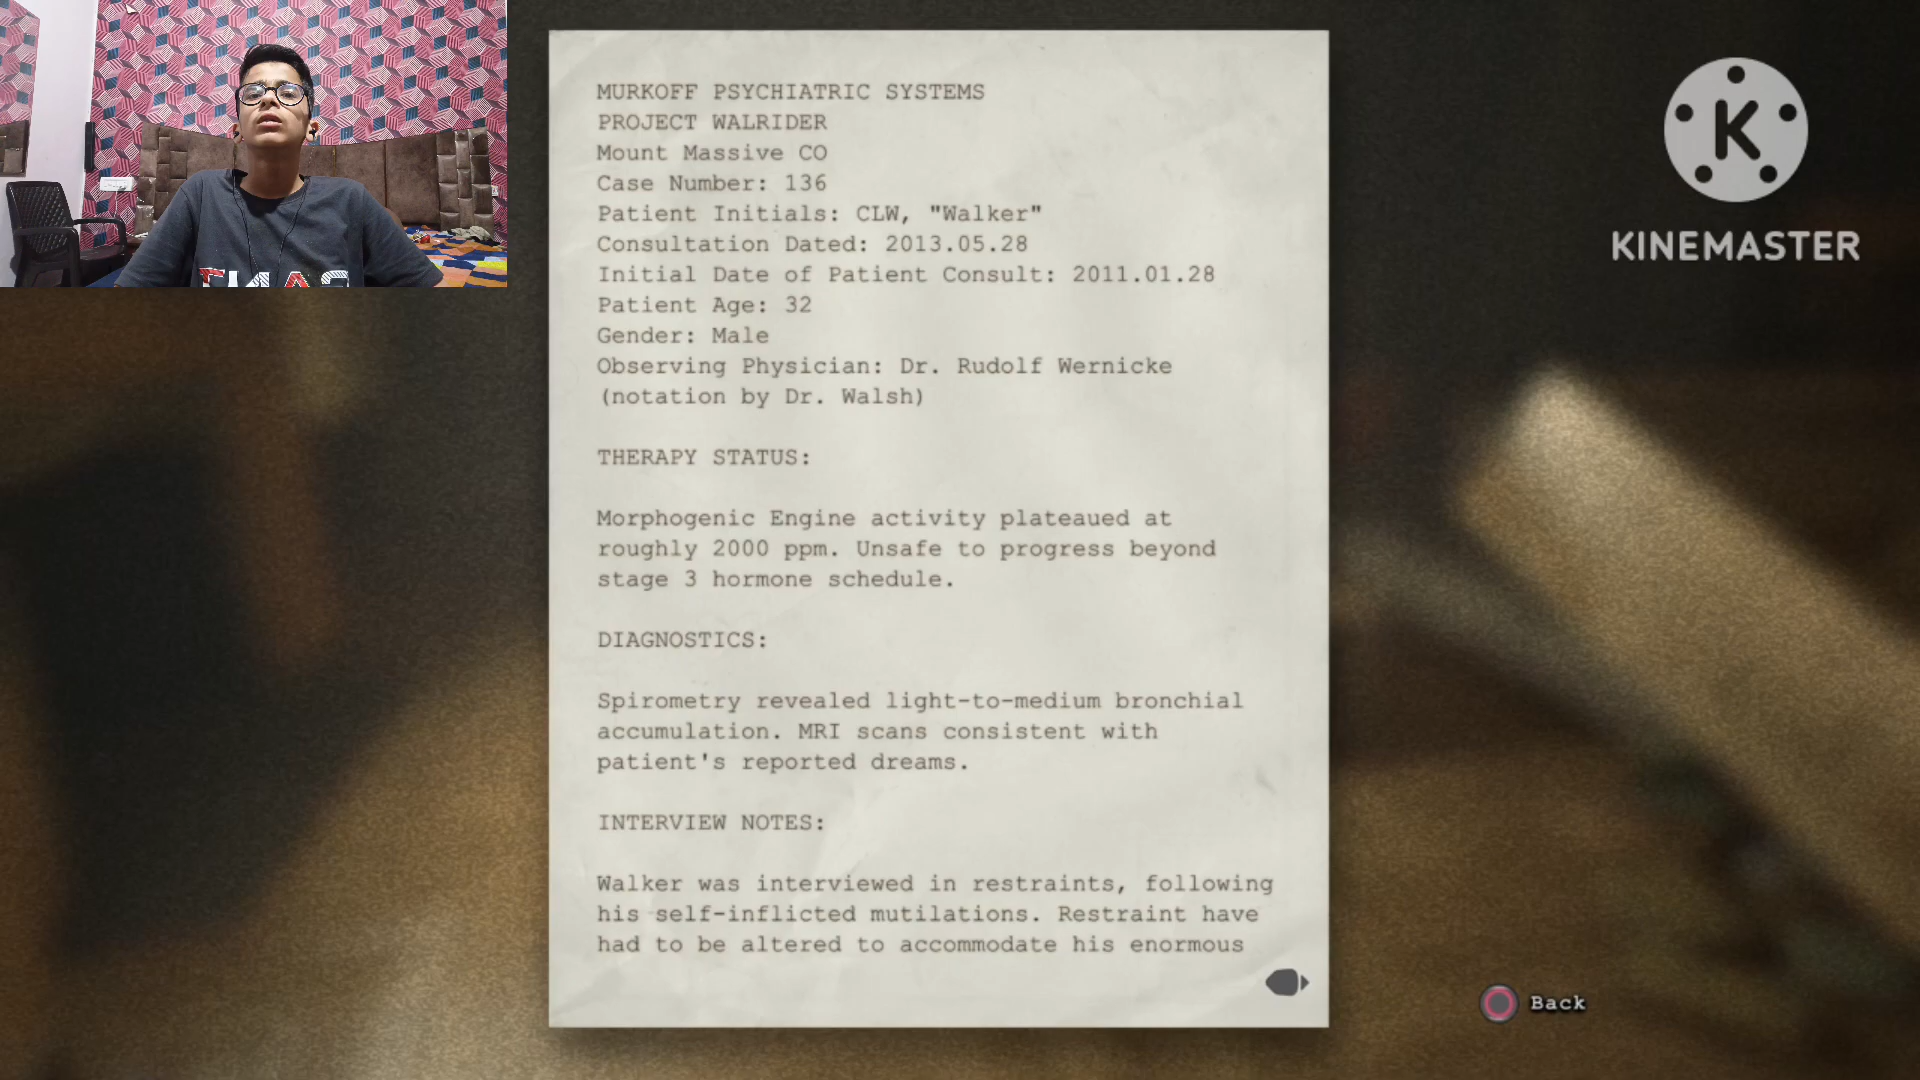 MURKOFF PSYCHIATRIC SYSTEMS
PROJECT WALRIDER
Mount Massive CO
Case Number: 136
Patient Initials: CLW, "Walker"
Consultation Dated: 2013.05.28
Initial Date of Patient Consult: 2011.01.28
Patient Age: 32
Gender: Male
Observing Physician: Dr. Rudolf Wernicke
(notation by Dr. Walsh)
THERAPY STATUS:
Morphogenic Engine activity plateaued at
roughly 2000 ppm. Unsafe to progress beyond
stage 3 hormone schedule.
DIAGNOSTICS:
Spirometry revealed light-to-medium bronchial
accumulation. MRI scans consistent with
patient's reported dreams.
INTERVIEW NOTES:
Walker was interviewed in restraints, following
his self-inflicted mutilations. Restraint have
had to be altered to accommodate his enormous
K
KINEMASTER
Back